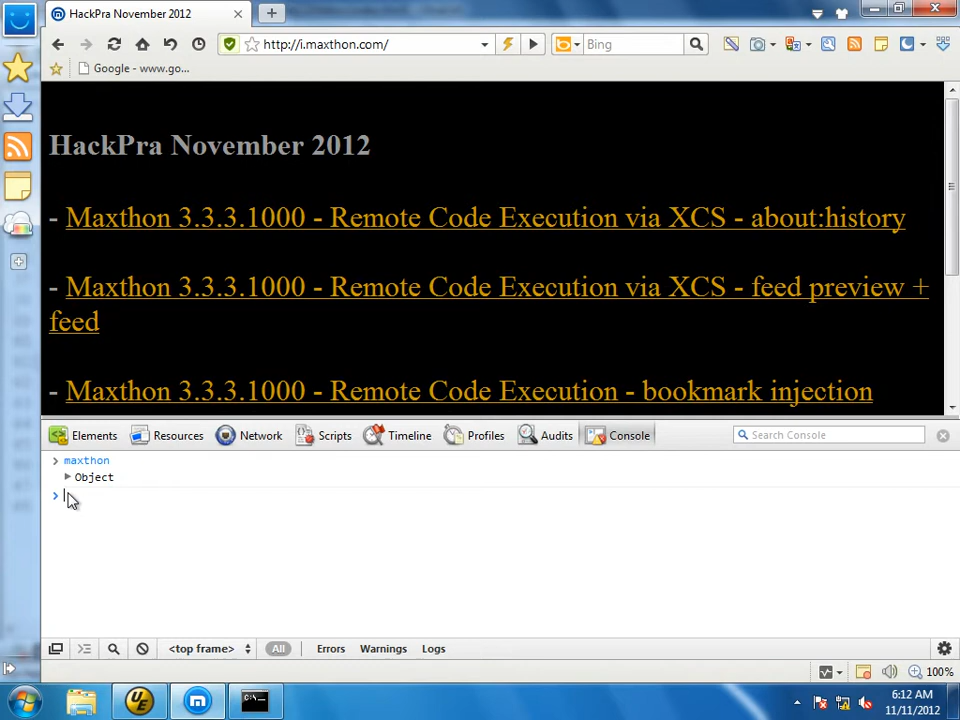 HackPra November 2012
http://i.maxthon.com/
Bing
Google - www.go...
HackPra November 2012
- Maxthon 3.3.3.1000 - Remote Code Execution via XCS - about:history
- Maxthon 3.3.3.1000 - Remote Code Execution via XCS - feed preview +
feed
- Maxthon 3.3.3.1000 - Remote Code Execution - bookmark injection
Elements Resources Network Scripts Timeline Profiles Audits Console Search Console
maxthon
Object
<top frame> All Errors Warnings Logs
100%
6:12 AM
11/11/2012